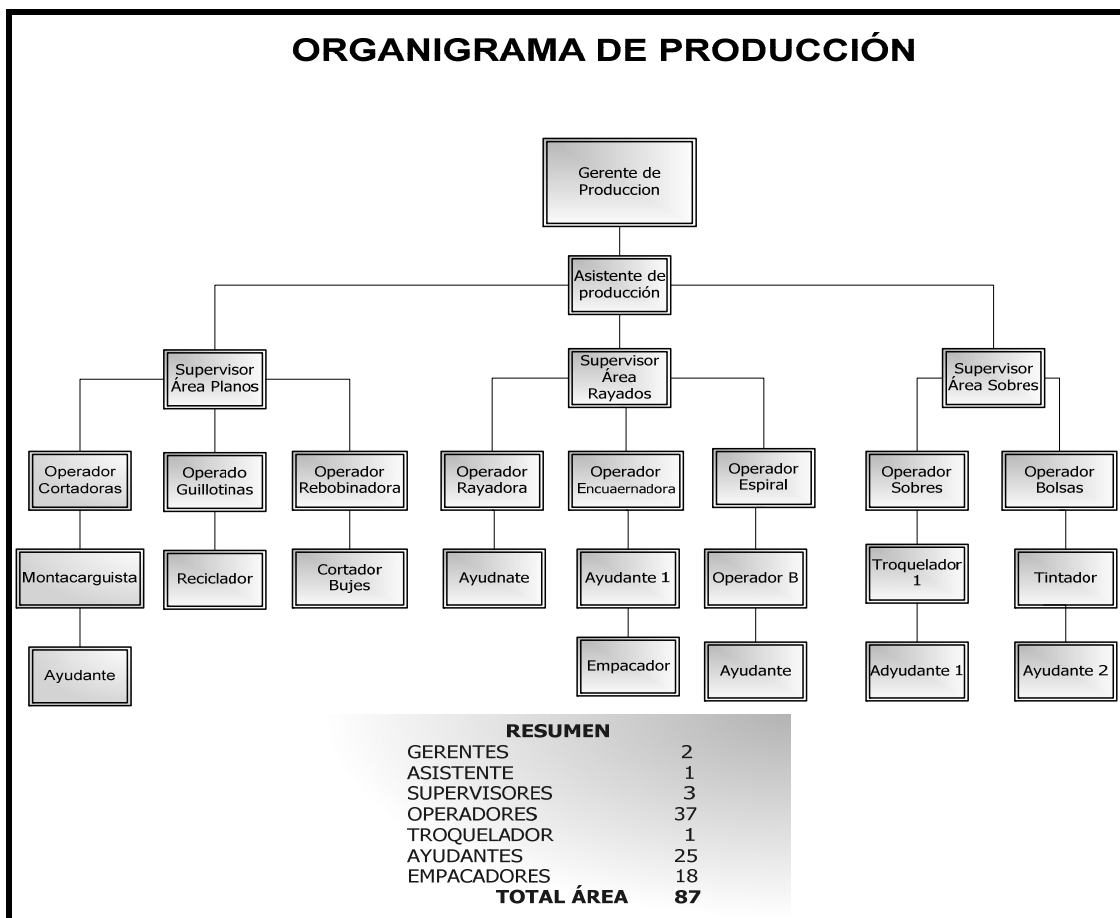 ORGANIGRAMA DE PRODUCCIÓN
Gerente de
Produccion
Asistente de
producción
Supervisor
Área Planos
Supervisor
Área
Rayados
Supervisor
Área Sobres
Operador
Cortadoras
Operado
Guillotinas
Operador
Rebobinadora
Operador
Rayadora
Operador
Encuaernadora
Operador
Espiral
Operador
Sobres
Operador
Bolsas
Montacarguista
Reciclador
Cortador
Bujes
Ayudnate
Ayudante 1
Operador B
Troquelador
1
Tintador
Ayudante
Empacador
Ayudante
Adyudante 1
Ayudante 2
RESUMEN
GERENTES 2
ASISTENTE 1
SUPERVISORES 3
OPERADORES 37
TROQUELADOR 1
AYUDANTES 25
EMPACADORES 18
TOTAL ÁREA 87